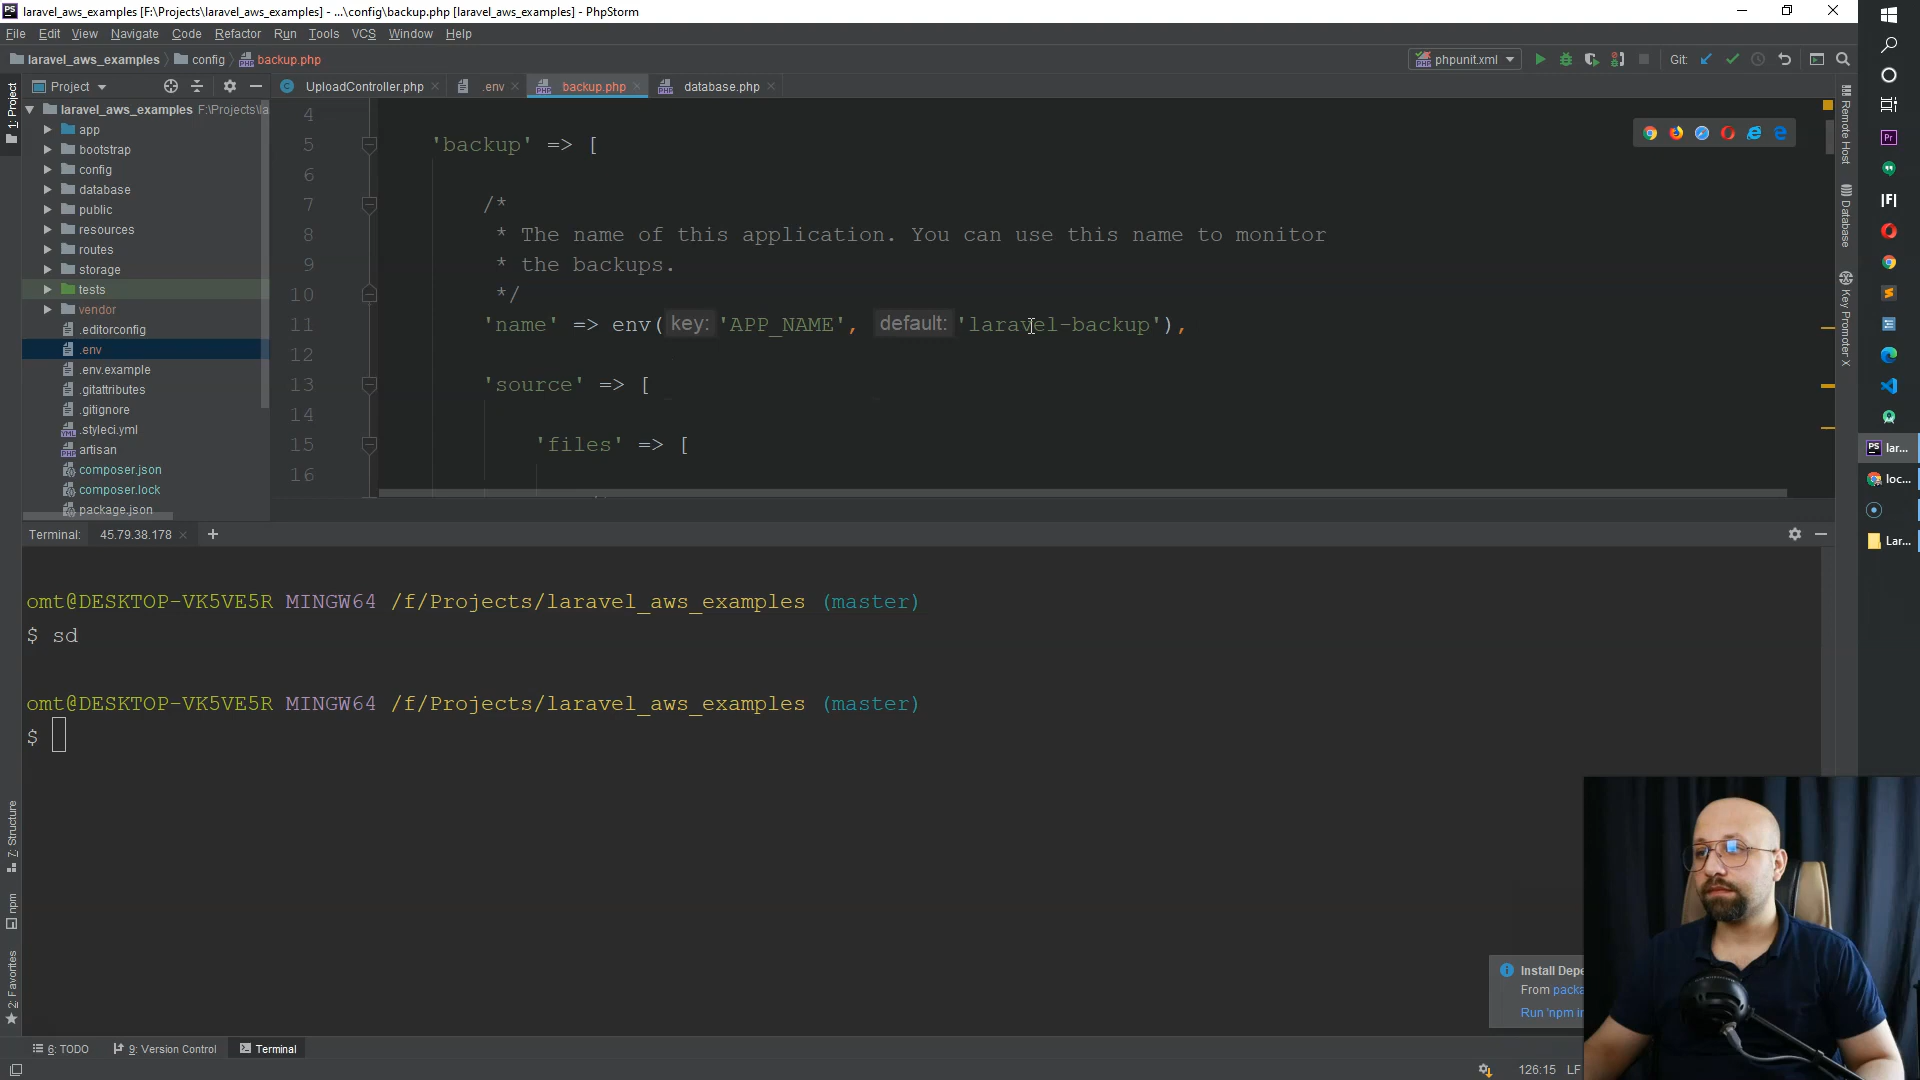 laravel_aws_examples [F:\Projects\laravel_aws_examples] - ...\config\backup.php [laravel_aws_examples] - PhpStorm
File Edit View Navigate Code Refactor Run Tools VCS Window Help
laravel_aws_examples config backup.php
phpunit.xml Git:
Project
UploadController.php .env backup.php database.php
1: Project
laravel_aws_examples F:\Projects\la
app
bootstrap
config
database
public
resources
routes
storage
tests
vendor
.editorconfig
.env
.env.example
.gitattributes
.gitignore
.styleci.yml
artisan
composer.json
composer.lock
package.json
4
5 'backup' => [
6
7 /*
8 * The name of this application. You can use this name to monitor
9 * the backups.
10 */
11 'name' => env( key: 'APP_NAME', default: 'laravel-backup'),
12
13 'source' => [
14
15 'files' => [
16
Remote Host
Database
Key Promoter X
lar...
loc...
Lar...
Terminal: 45.79.38.178 +
omt@DESKTOP-VK5VE5R MINGW64 /f/Projects/laravel_aws_examples (master)
$ sd
omt@DESKTOP-VK5VE5R MINGW64 /f/Projects/laravel_aws_examples (master)
$
7: Structure
npm
2: Favorites
Install Depe
From packa
Run 'npm in
6: TODO 9: Version Control Terminal
126:15 LF